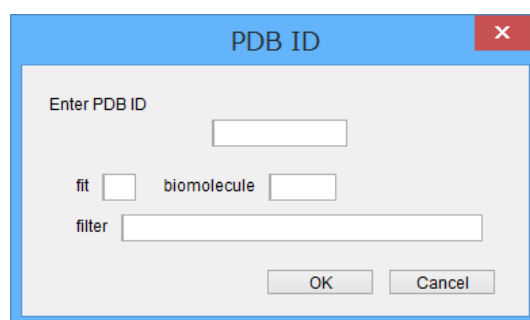 PDB ID
Enter PDB ID
fit biomolecule
filter
OK Cancel